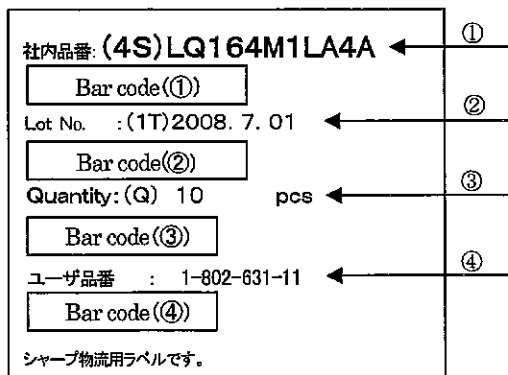 社内品番:(4S)LQ164M1LA4A ①
Bar code(①)
Lot No. :(1T)2008. 7. 01 ②
Bar code(②)
Quantity:(Q) 10 pcs ③
Bar code(③)
ユーザ品番 : 1-802-631-11 ④
Bar code(④)
シャープ物流用ラベルです。